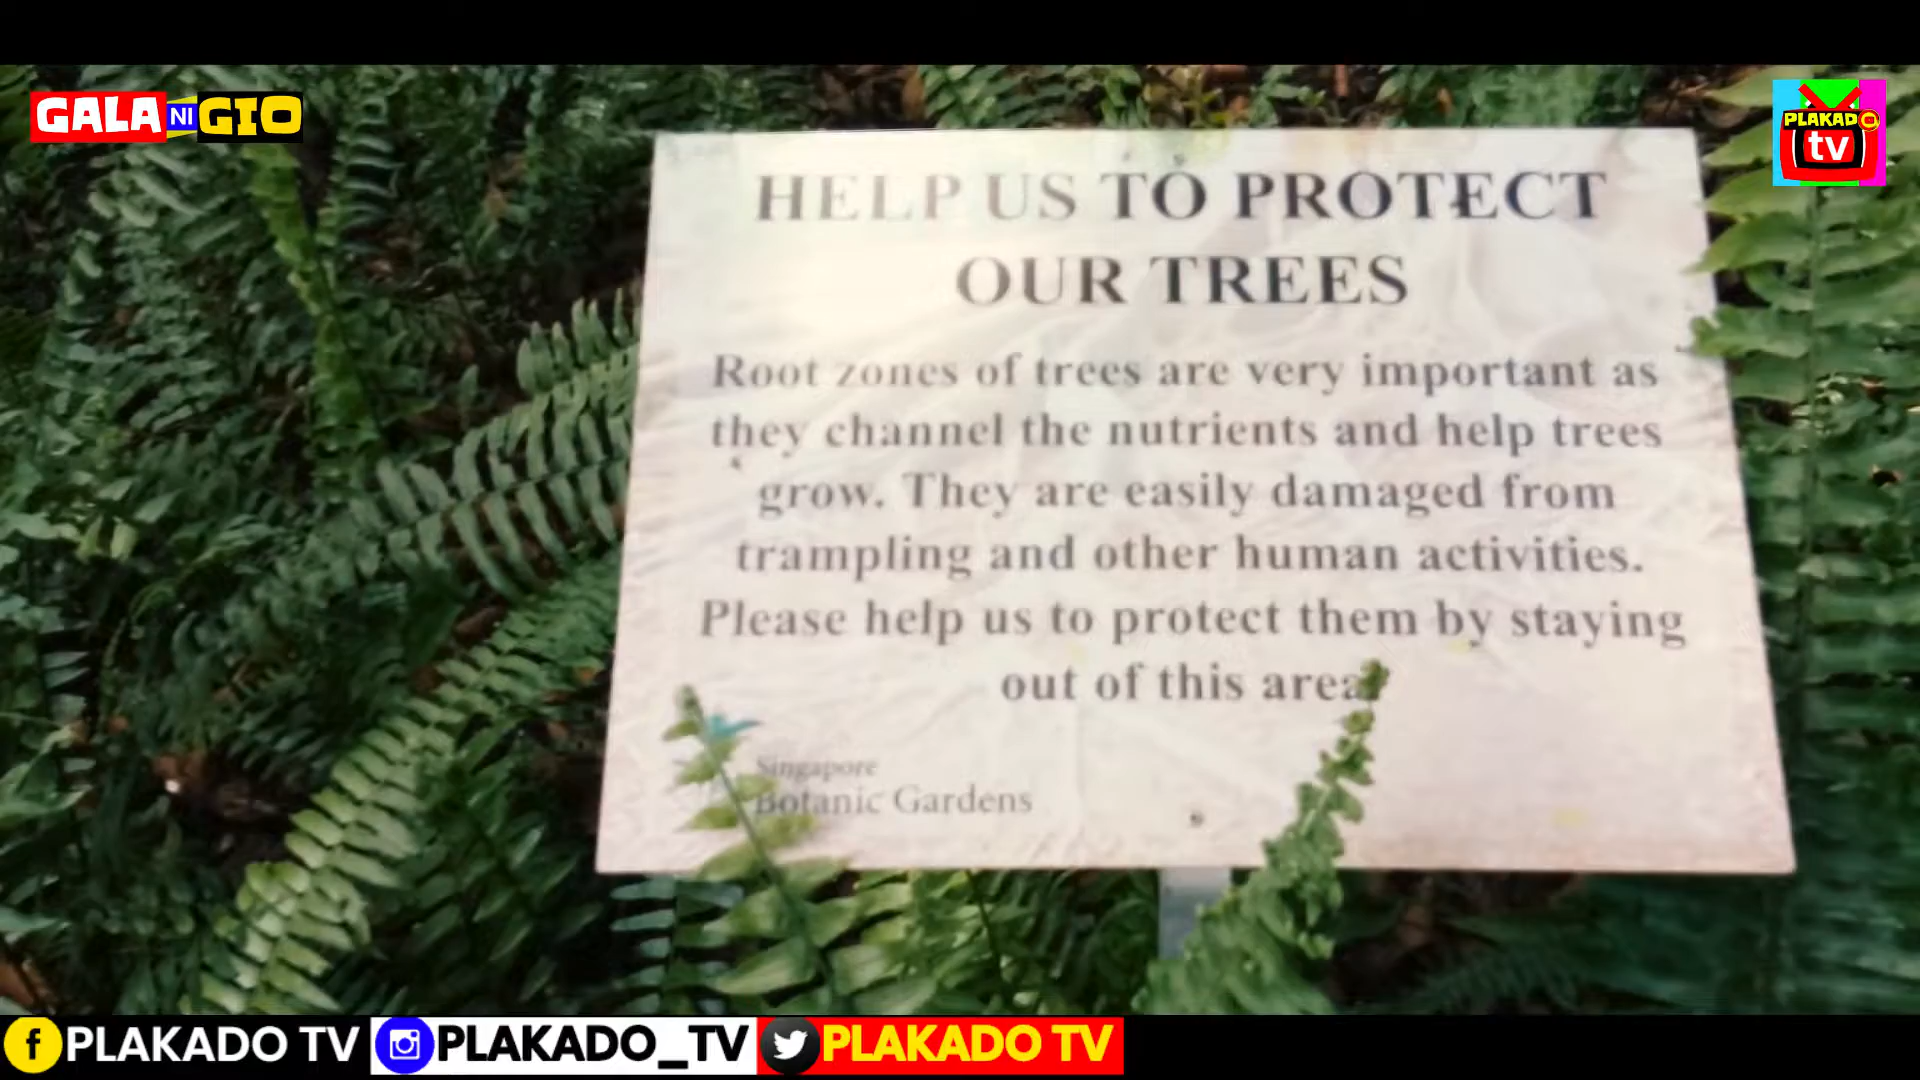 GALA NI GIO
PLAKADO
tv
HELP US TO PROTECT
OUR TREES
Root zones of trees are very important as
they channel the nutrients and help trees
grow. They are easily damaged from
trampling and other human activities.
Please help us to protect them by staying
out of this area
Singapore
Botanic Gardens
PLAKADO TV PLAKADO_TV PLAKADO TV